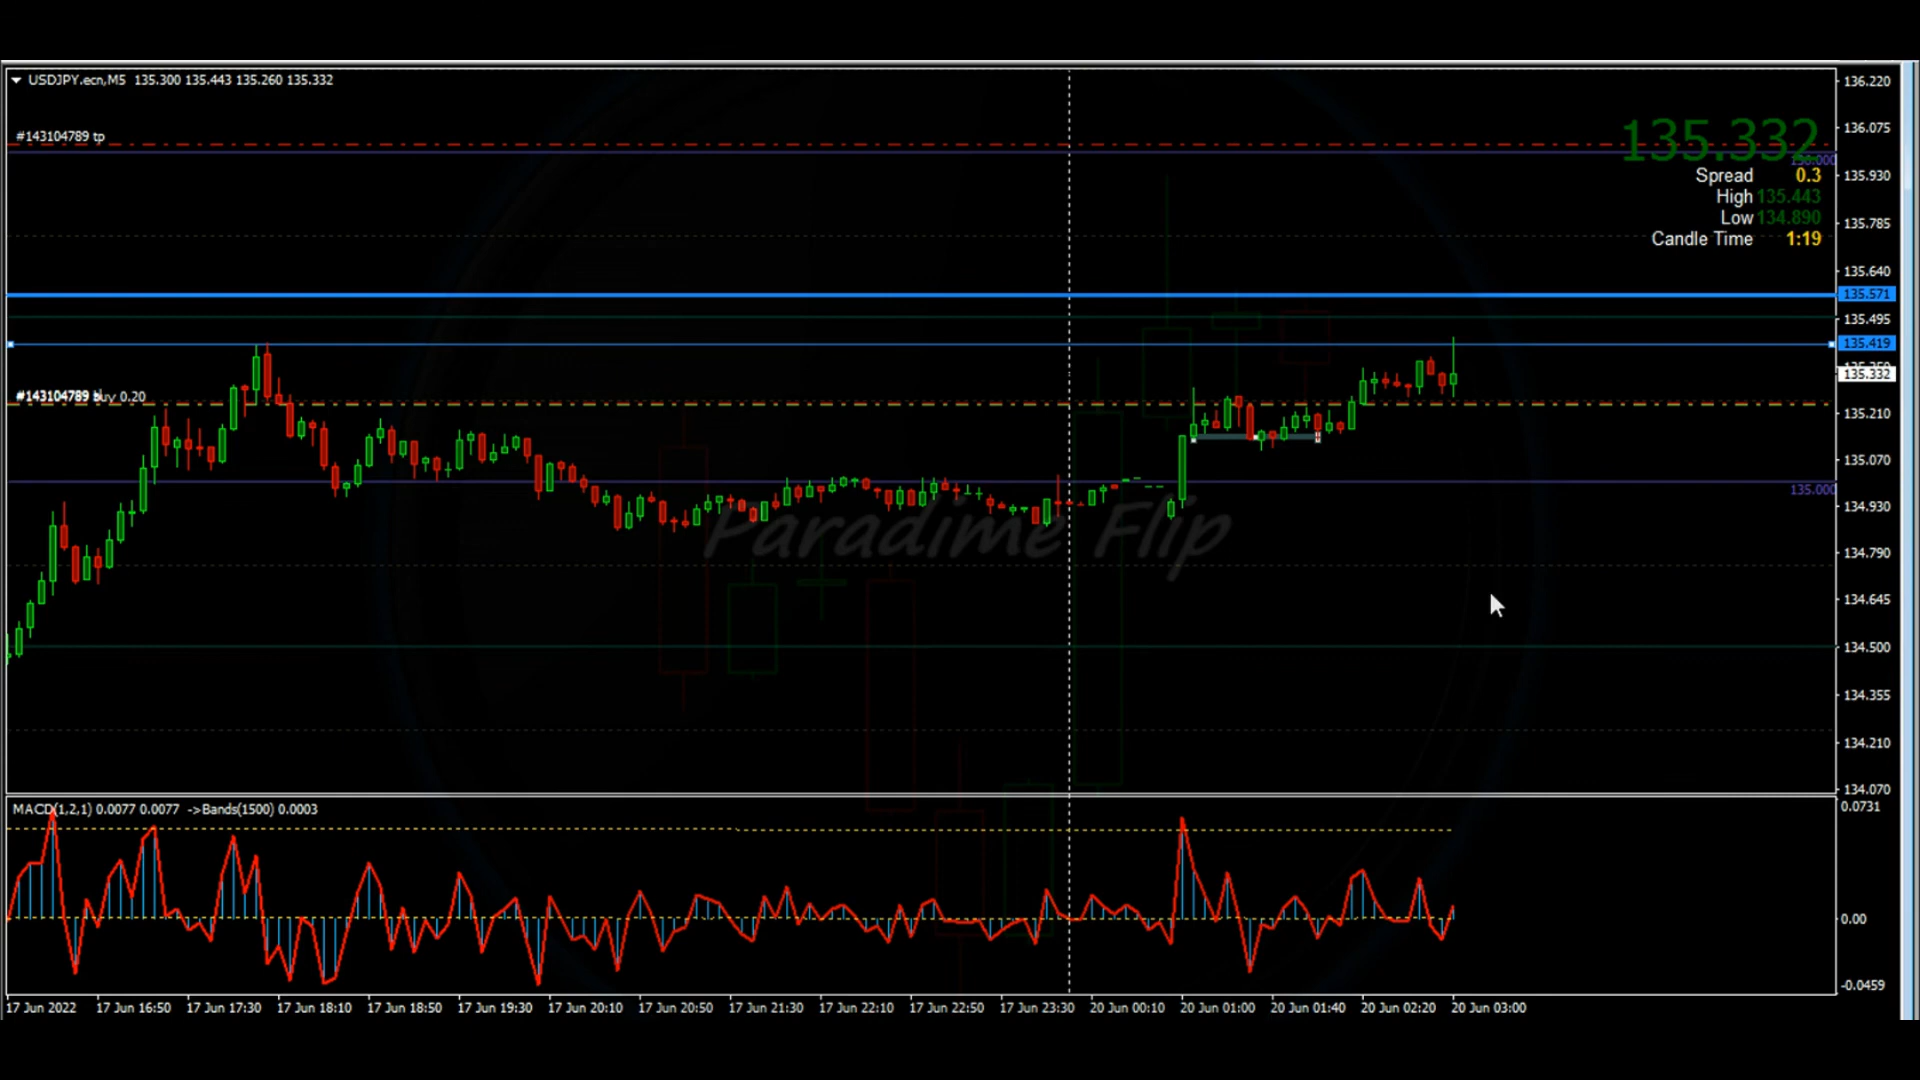 USDJPY.ecn,M5 135.300 135.443 135.260 135.332
#143104789 tp
135.332
136.000
Spread 0.3
High 135.443
Low 134.890
Candle Time 1:19
#143104789 buy 0.20
135.000
Paradime Flip
136.220
136.075
135.930
135.785
135.640
135.571
135.495
135.419
135.332
135.210
135.070
134.930
134.790
134.645
134.500
134.355
134.210
134.070
MACD(1,2,1) 0.0077 0.0077 ->Bands(1500) 0.0003
0.0731
0.00
-0.0459
17 Jun 2022 17 Jun 16:50 17 Jun 17:30 17 Jun 18:10 17 Jun 18:50 17 Jun 19:30 17 Jun 20:10 17 Jun 20:50 17 Jun 21:30 17 Jun 22:10 17 Jun 22:50 17 Jun 23:30 20 Jun 00:10 20 Jun 01:00 20 Jun 01:40 20 Jun 02:20 20 Jun 03:00